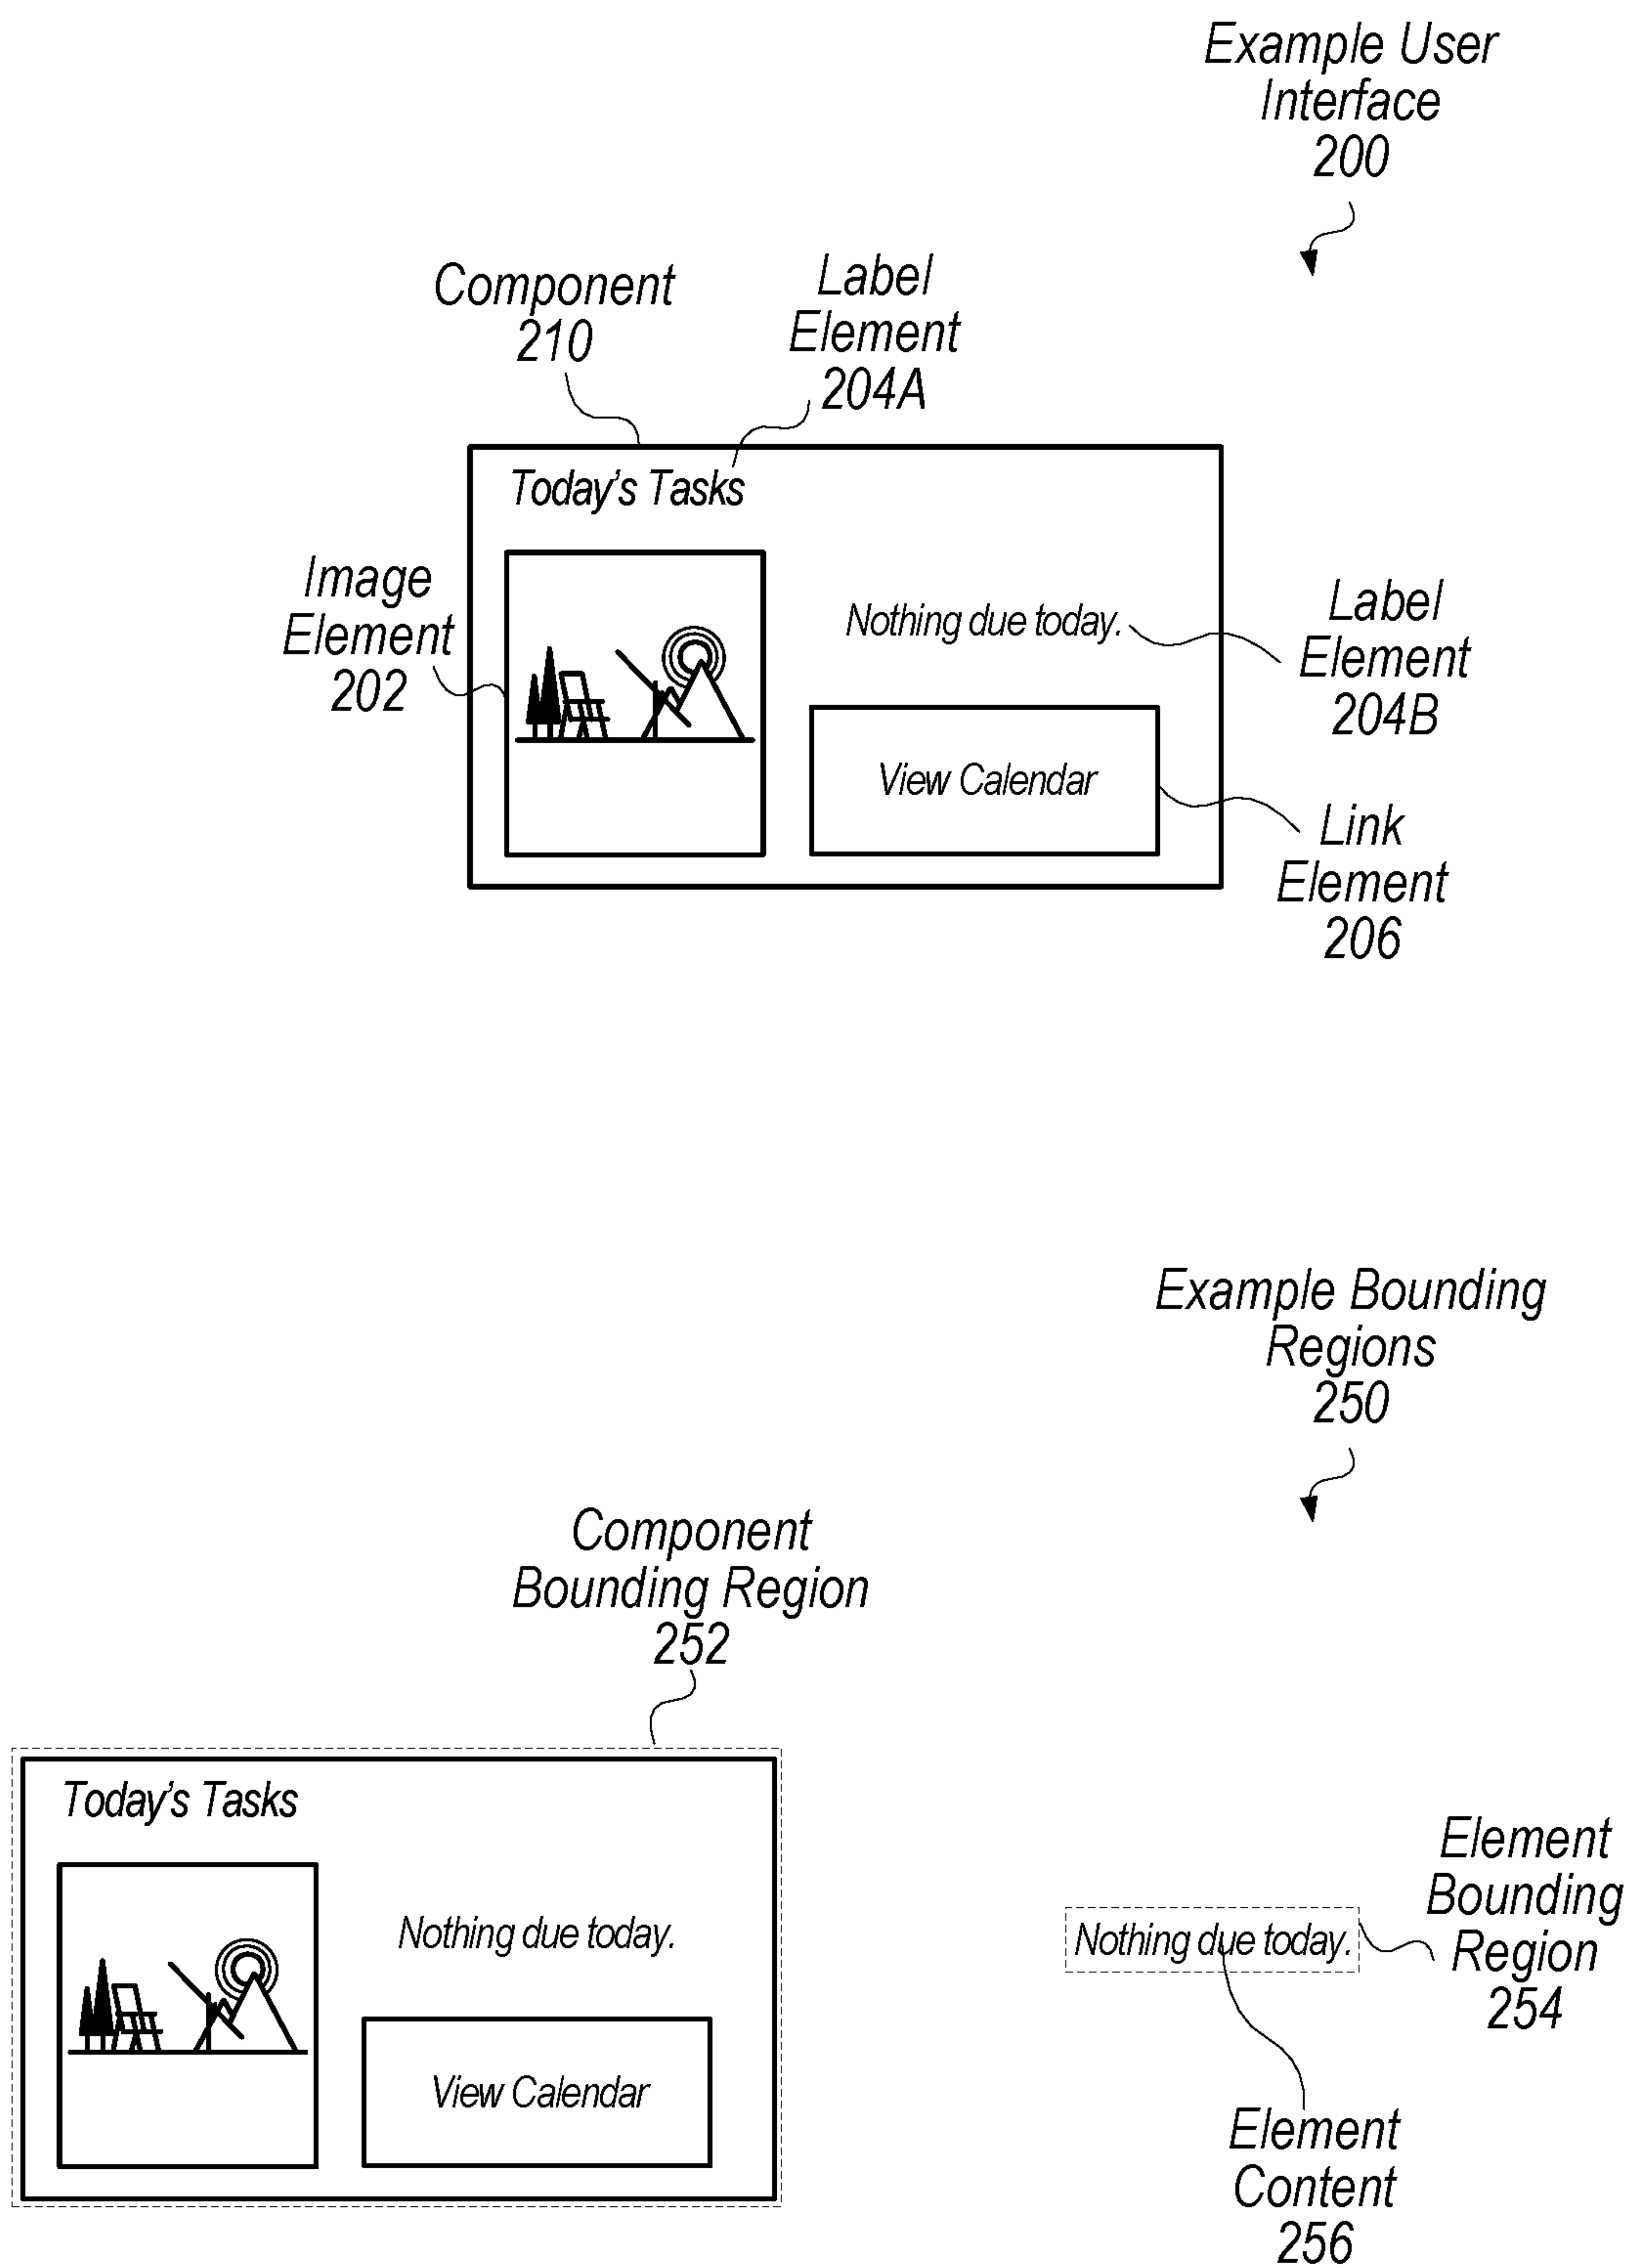 Example User
Interface
200
Component
210
Label
Element
204A
Today's Tasks
Image
Element
202
Nothing due today.
Label
Element
204B
View Calendar
Link
Element
206
Example Bounding
Regions
250
Component
Bounding Region
252
Today's Tasks
Nothing due today.
View Calendar
Nothing due today.
Element
Bounding
Region
254
Element
Content
256